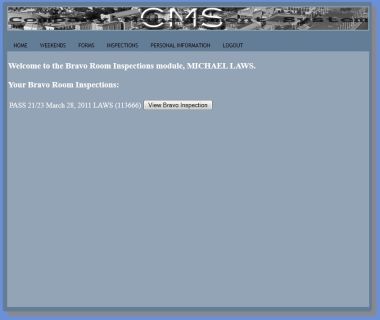 CMS
HOME WEEKENDS FORMS INSPECTIONS PERSONAL INFORMATION LOGOUT
Welcome to the Bravo Room Inspections module, MICHAEL LAWS.
Your Bravo Room Inspections:
PASS 21/23 March 28, 2011 LAWS (113666) View Bravo Inspection